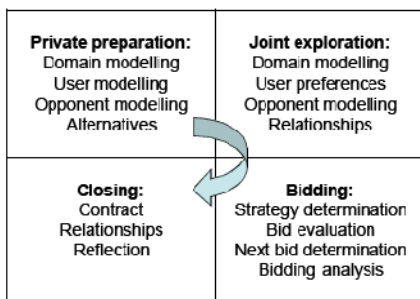 Private preparation:
Domain modelling
User modelling
Opponent modelling
Alternatives
Joint exploration:
Domain modelling
User preferences
Opponent modelling
Relationships
Closing:
Contract
Relationships
Reflection
Bidding:
Strategy determination
Bid evaluation
Next bid determination
Bidding analysis